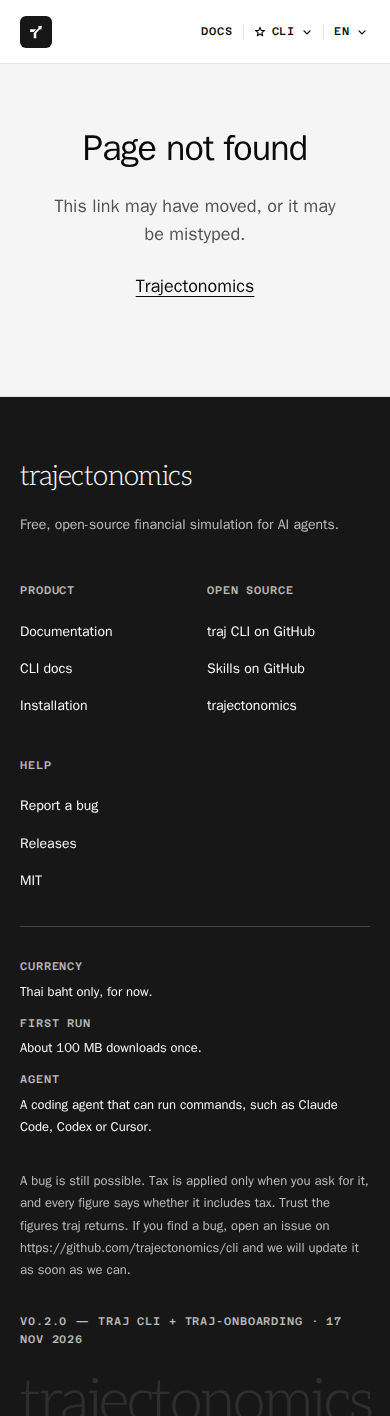 DOCS
CLI
EN
Page not found
This link may have moved, or it may
be mistyped.
Trajectonomics
trajectonomics
Free, open-source financial simulation for AI agents.
PRODUCT
Documentation
CLI docs
Installation
OPEN SOURCE
traj CLI on GitHub
Skills on GitHub
trajectonomics
HELP
Report a bug
Releases
MIT
CURRENCY
Thai baht only, for now.
FIRST RUN
About 100 MB downloads once.
AGENT
A coding agent that can run commands, such as Claude
Code, Codex or Cursor.
A bug is still possible. Tax is applied only when you ask for it,
and every figure says whether it includes tax. Trust the
figures traj returns. If you find a bug, open an issue on
https://github.com/trajectonomics/cli and we will update it
as soon as we can.
V0.2.0 — TRAJ CLI + TRAJ-ONBOARDING · 17
NOV 2026
trajectonomics